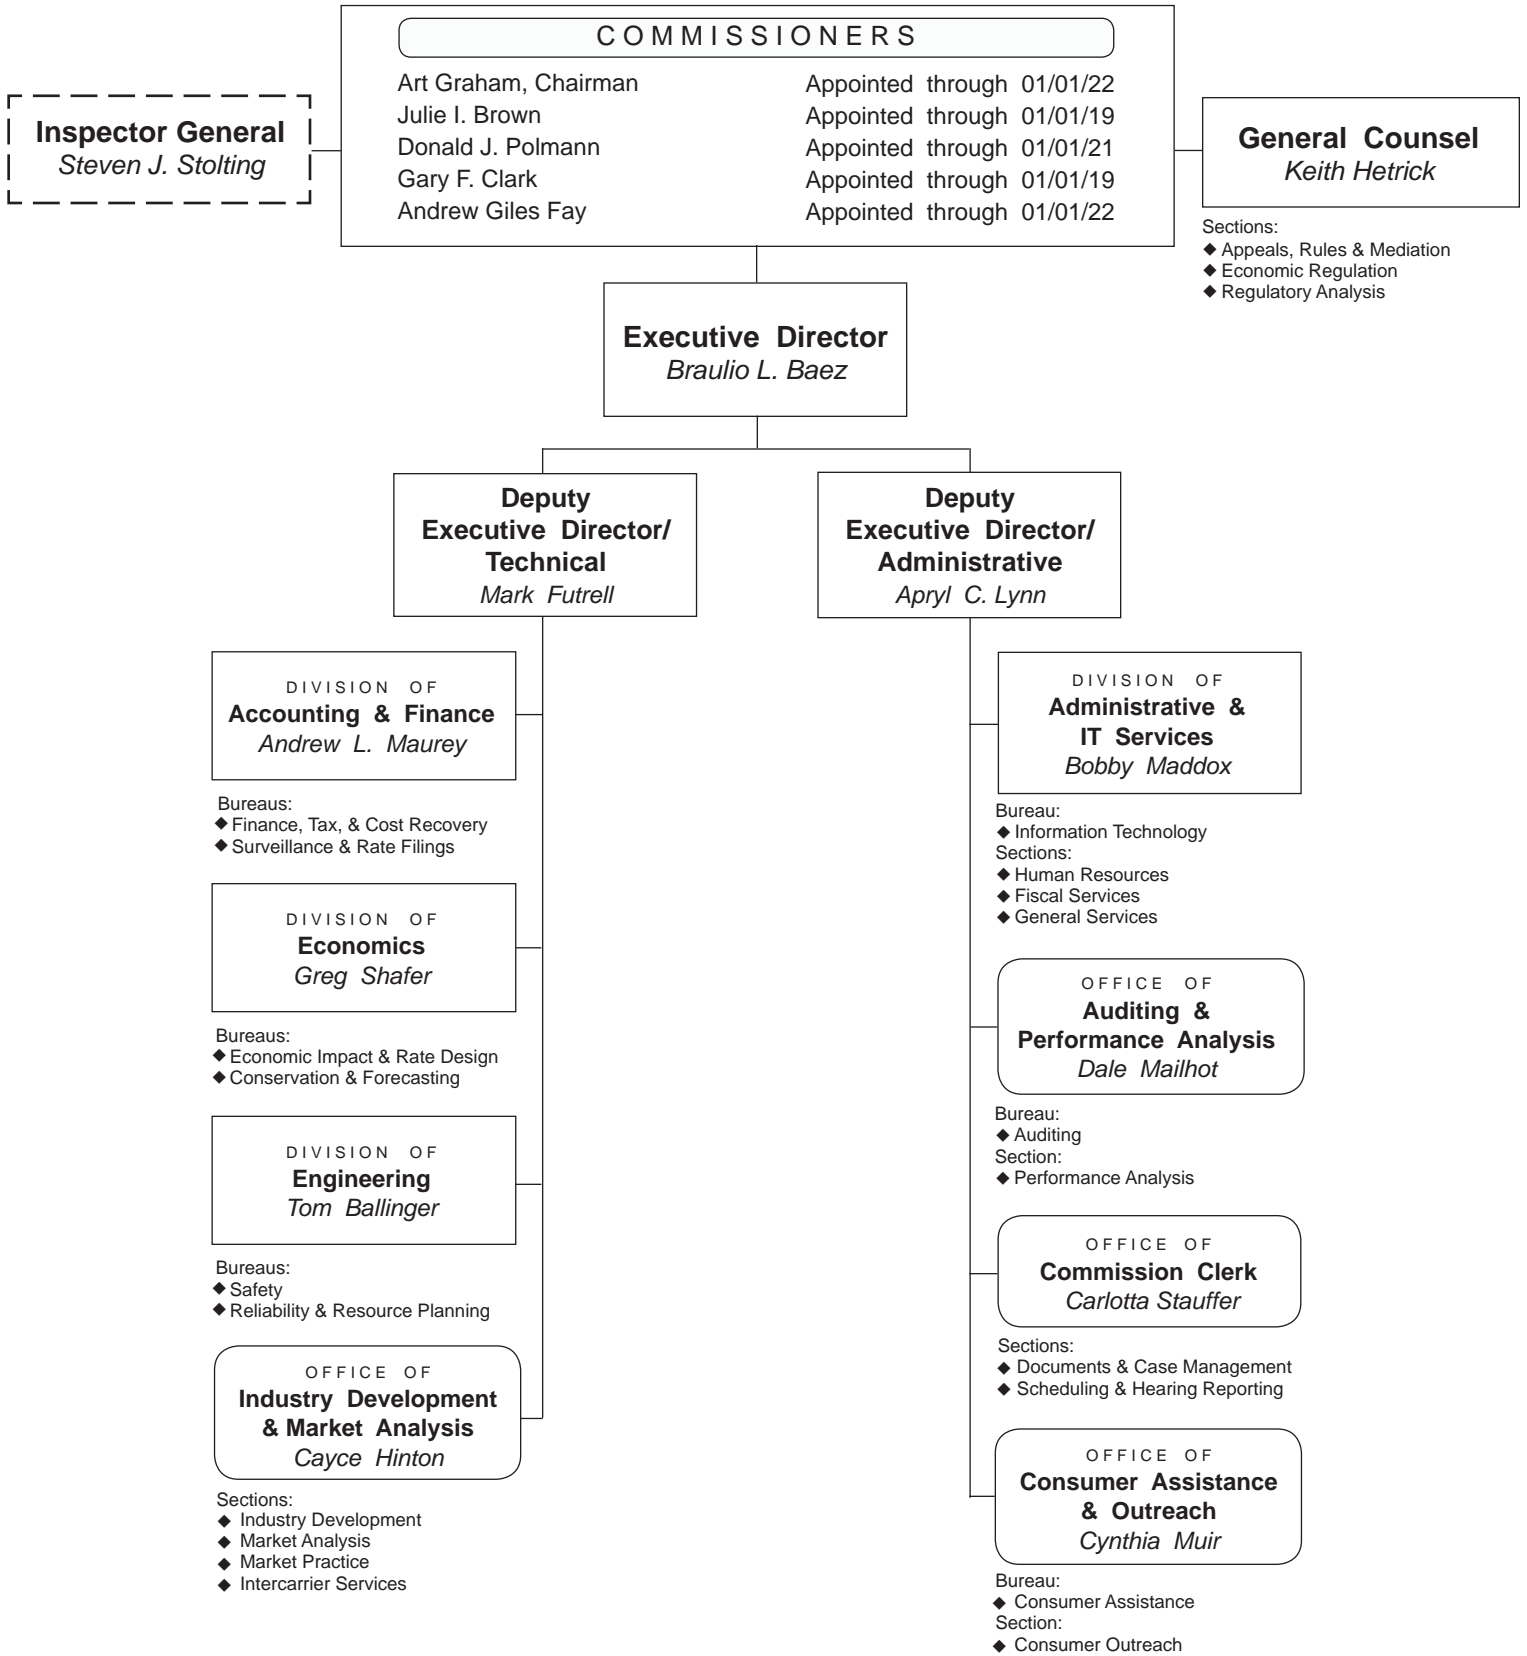 COMMISSIONERS
Art Graham, Chairman Appointed through 01/01/22
Julie I. Brown Appointed through 01/01/19
Donald J. Polmann Appointed through 01/01/21
Gary F. Clark Appointed through 01/01/19
Andrew Giles Fay Appointed through 01/01/22
Inspector General
Steven J. Stolting
General Counsel
Keith Hetrick
Sections:
◆ Appeals, Rules & Mediation
◆ Economic Regulation
◆ Regulatory Analysis
Executive Director
Braulio L. Baez
Deputy
Executive Director/
Technical
Mark Futrell
Deputy
Executive Director/
Administrative
Apryl C. Lynn
DIVISION OF
Accounting & Finance
Andrew L. Maurey
Bureaus:
◆ Finance, Tax, & Cost Recovery
◆ Surveillance & Rate Filings
DIVISION OF
Economics
Greg Shafer
Bureaus:
◆ Economic Impact & Rate Design
◆ Conservation & Forecasting
DIVISION OF
Engineering
Tom Ballinger
Bureaus:
◆ Safety
◆ Reliability & Resource Planning
OFFICE OF
Industry Development
& Market Analysis
Cayce Hinton
Sections:
◆ Industry Development
◆ Market Analysis
◆ Market Practice
◆ Intercarrier Services
DIVISION OF
Administrative &
IT Services
Bobby Maddox
Bureau:
◆ Information Technology
Sections:
◆ Human Resources
◆ Fiscal Services
◆ General Services
OFFICE OF
Auditing &
Performance Analysis
Dale Mailhot
Bureau:
◆ Auditing
Section:
◆ Performance Analysis
OFFICE OF
Commission Clerk
Carlotta Stauffer
Sections:
◆ Documents & Case Management
◆ Scheduling & Hearing Reporting
OFFICE OF
Consumer Assistance
& Outreach
Cynthia Muir
Bureau:
◆ Consumer Assistance
Section:
◆ Consumer Outreach